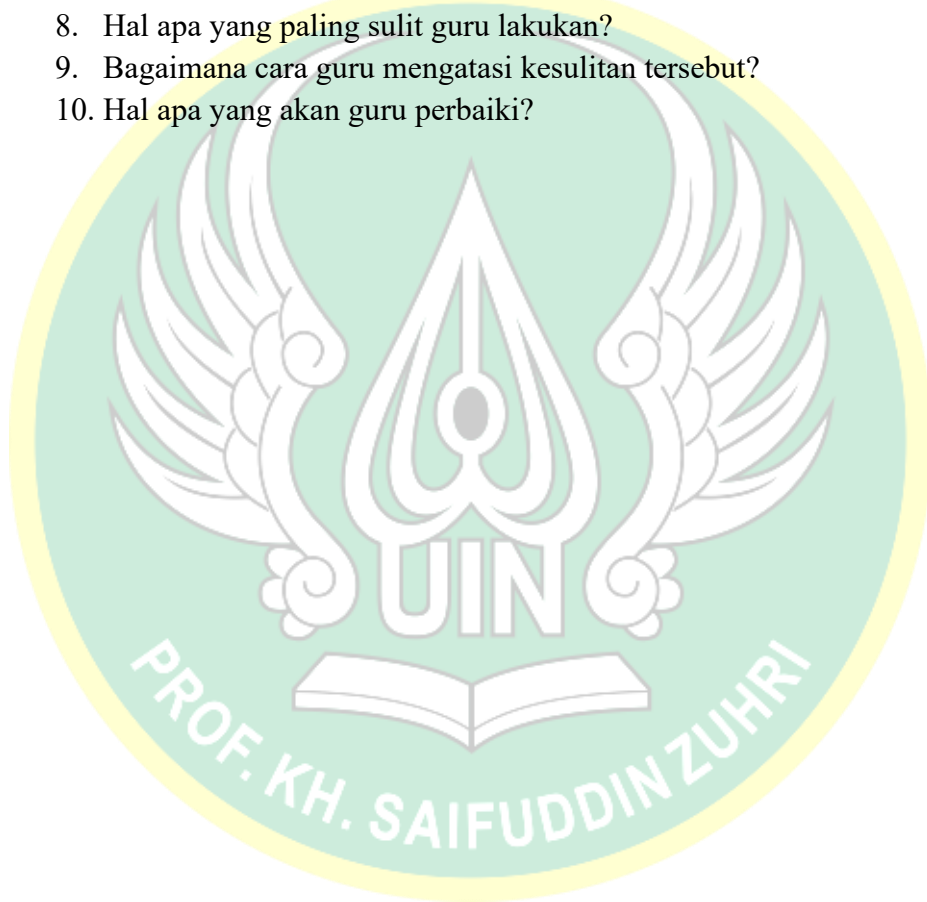 8. Hal apa yang paling sulit guru lakukan?
9. Bagaimana cara guru mengatasi kesulitan tersebut?
10. Hal apa yang akan guru perbaiki?
UIN
PROF. KH. SAIFUDDIN ZUHRI